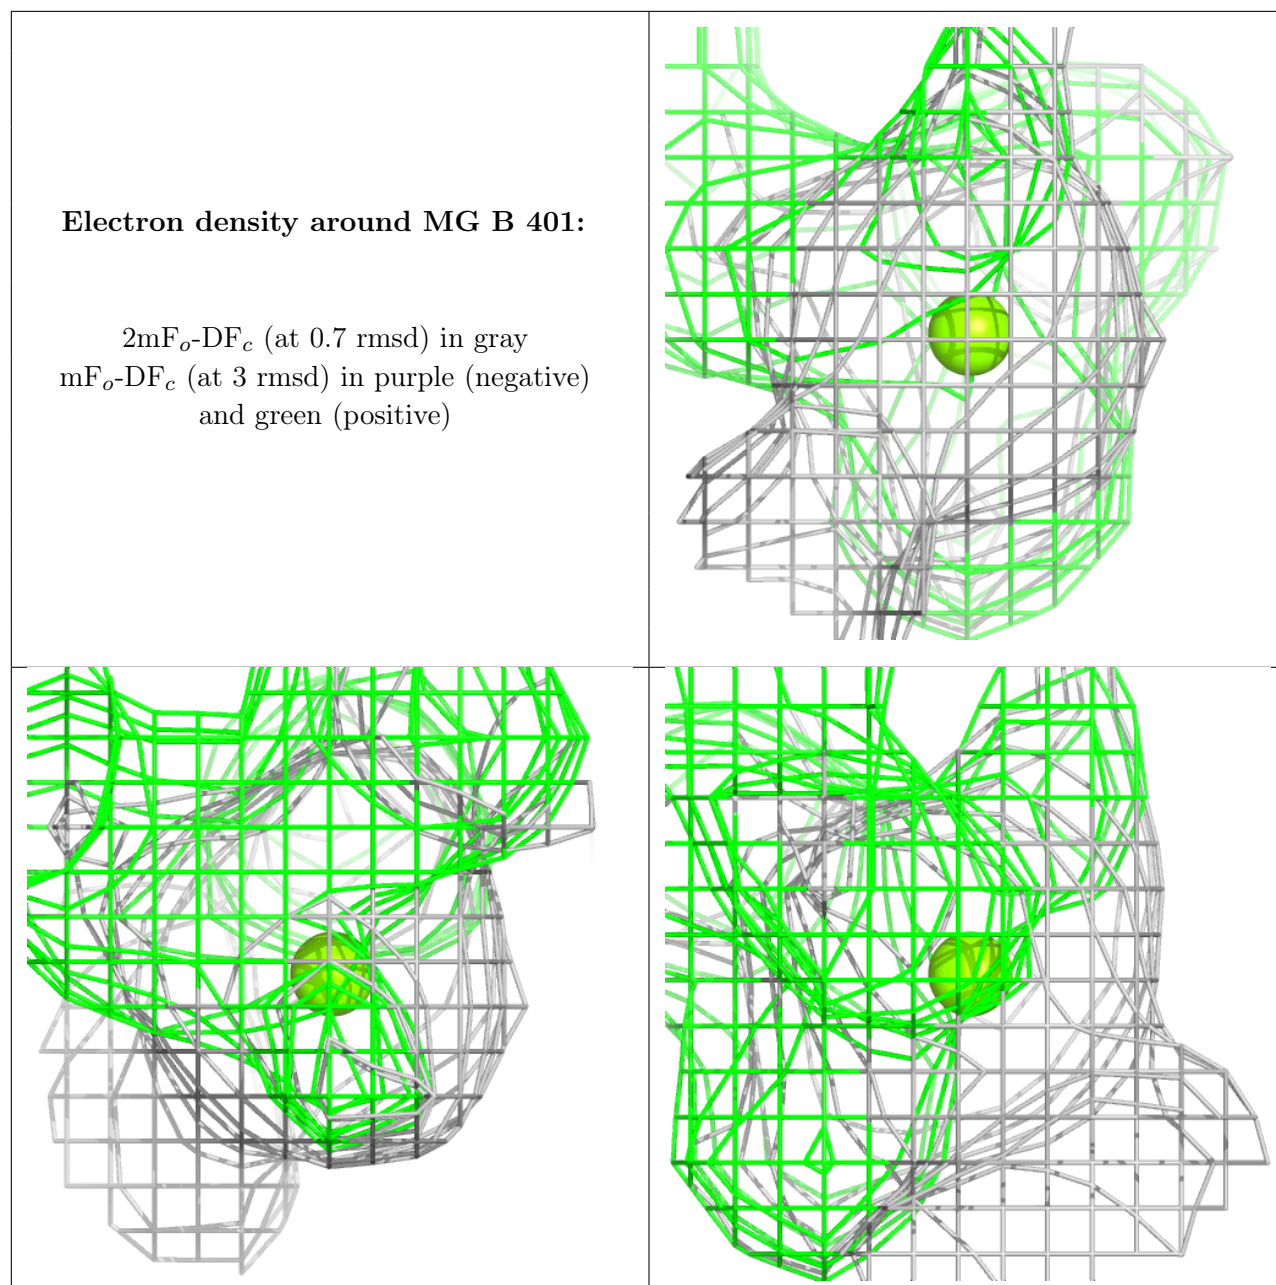 Electron density around MG B 401:
2mFo-DFc (at 0.7 rmsd) in gray
mFo-DFc (at 3 rmsd) in purple (negative)
and green (positive)